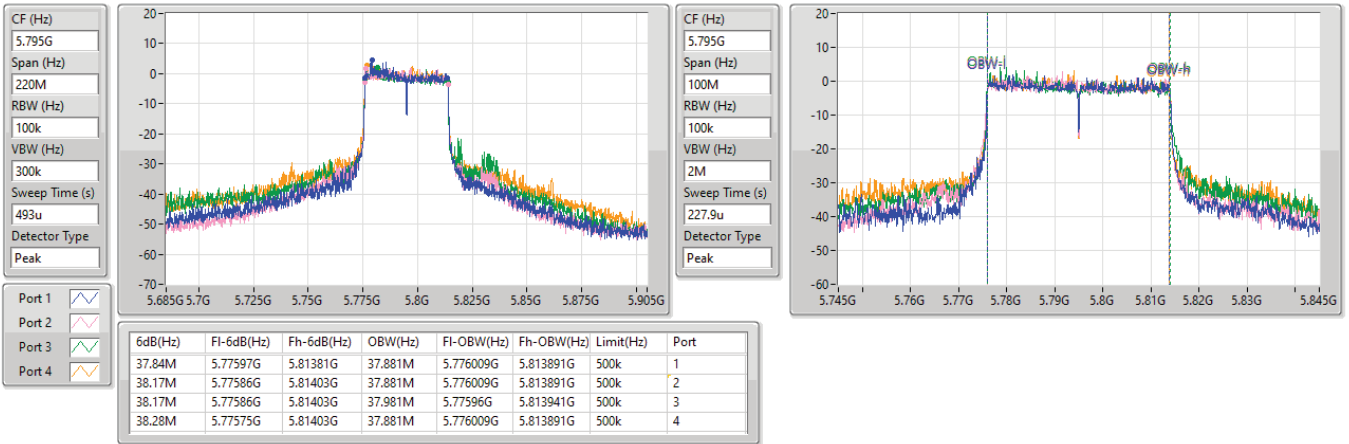 CF (Hz)
5.795G
Span (Hz)
220M
RBW (Hz)
100k
VBW (Hz)
300k
Sweep Time (s)
493u
Detector Type
Peak
20
10
0
-10
-20
-30
-40
-50
-60
-70
5.685G 5.7G 5.725G 5.75G 5.775G 5.8G 5.825G 5.85G 5.875G 5.905G
CF (Hz)
5.795G
Span (Hz)
100M
RBW (Hz)
100k
VBW (Hz)
2M
Sweep Time (s)
227.9u
Detector Type
Peak
20
10
0
-10
-20
-30
-40
-50
-60
OBW-l
OBW-h
5.745G 5.76G 5.77G 5.78G 5.79G 5.8G 5.81G 5.82G 5.83G 5.845G
Port 1
Port 2
Port 3
Port 4
6dB(Hz) Fl-6dB(Hz) Fh-6dB(Hz) OBW(Hz) Fl-OBW(Hz) Fh-OBW(Hz) Limit(Hz) Port
37.84M 5.77597G 5.81381G 37.881M 5.776009G 5.813891G 500k 1
38.17M 5.77586G 5.81403G 37.881M 5.776009G 5.813891G 500k 2
38.17M 5.77586G 5.81403G 37.981M 5.77596G 5.813941G 500k 3
38.28M 5.77575G 5.81403G 37.881M 5.776009G 5.813891G 500k 4